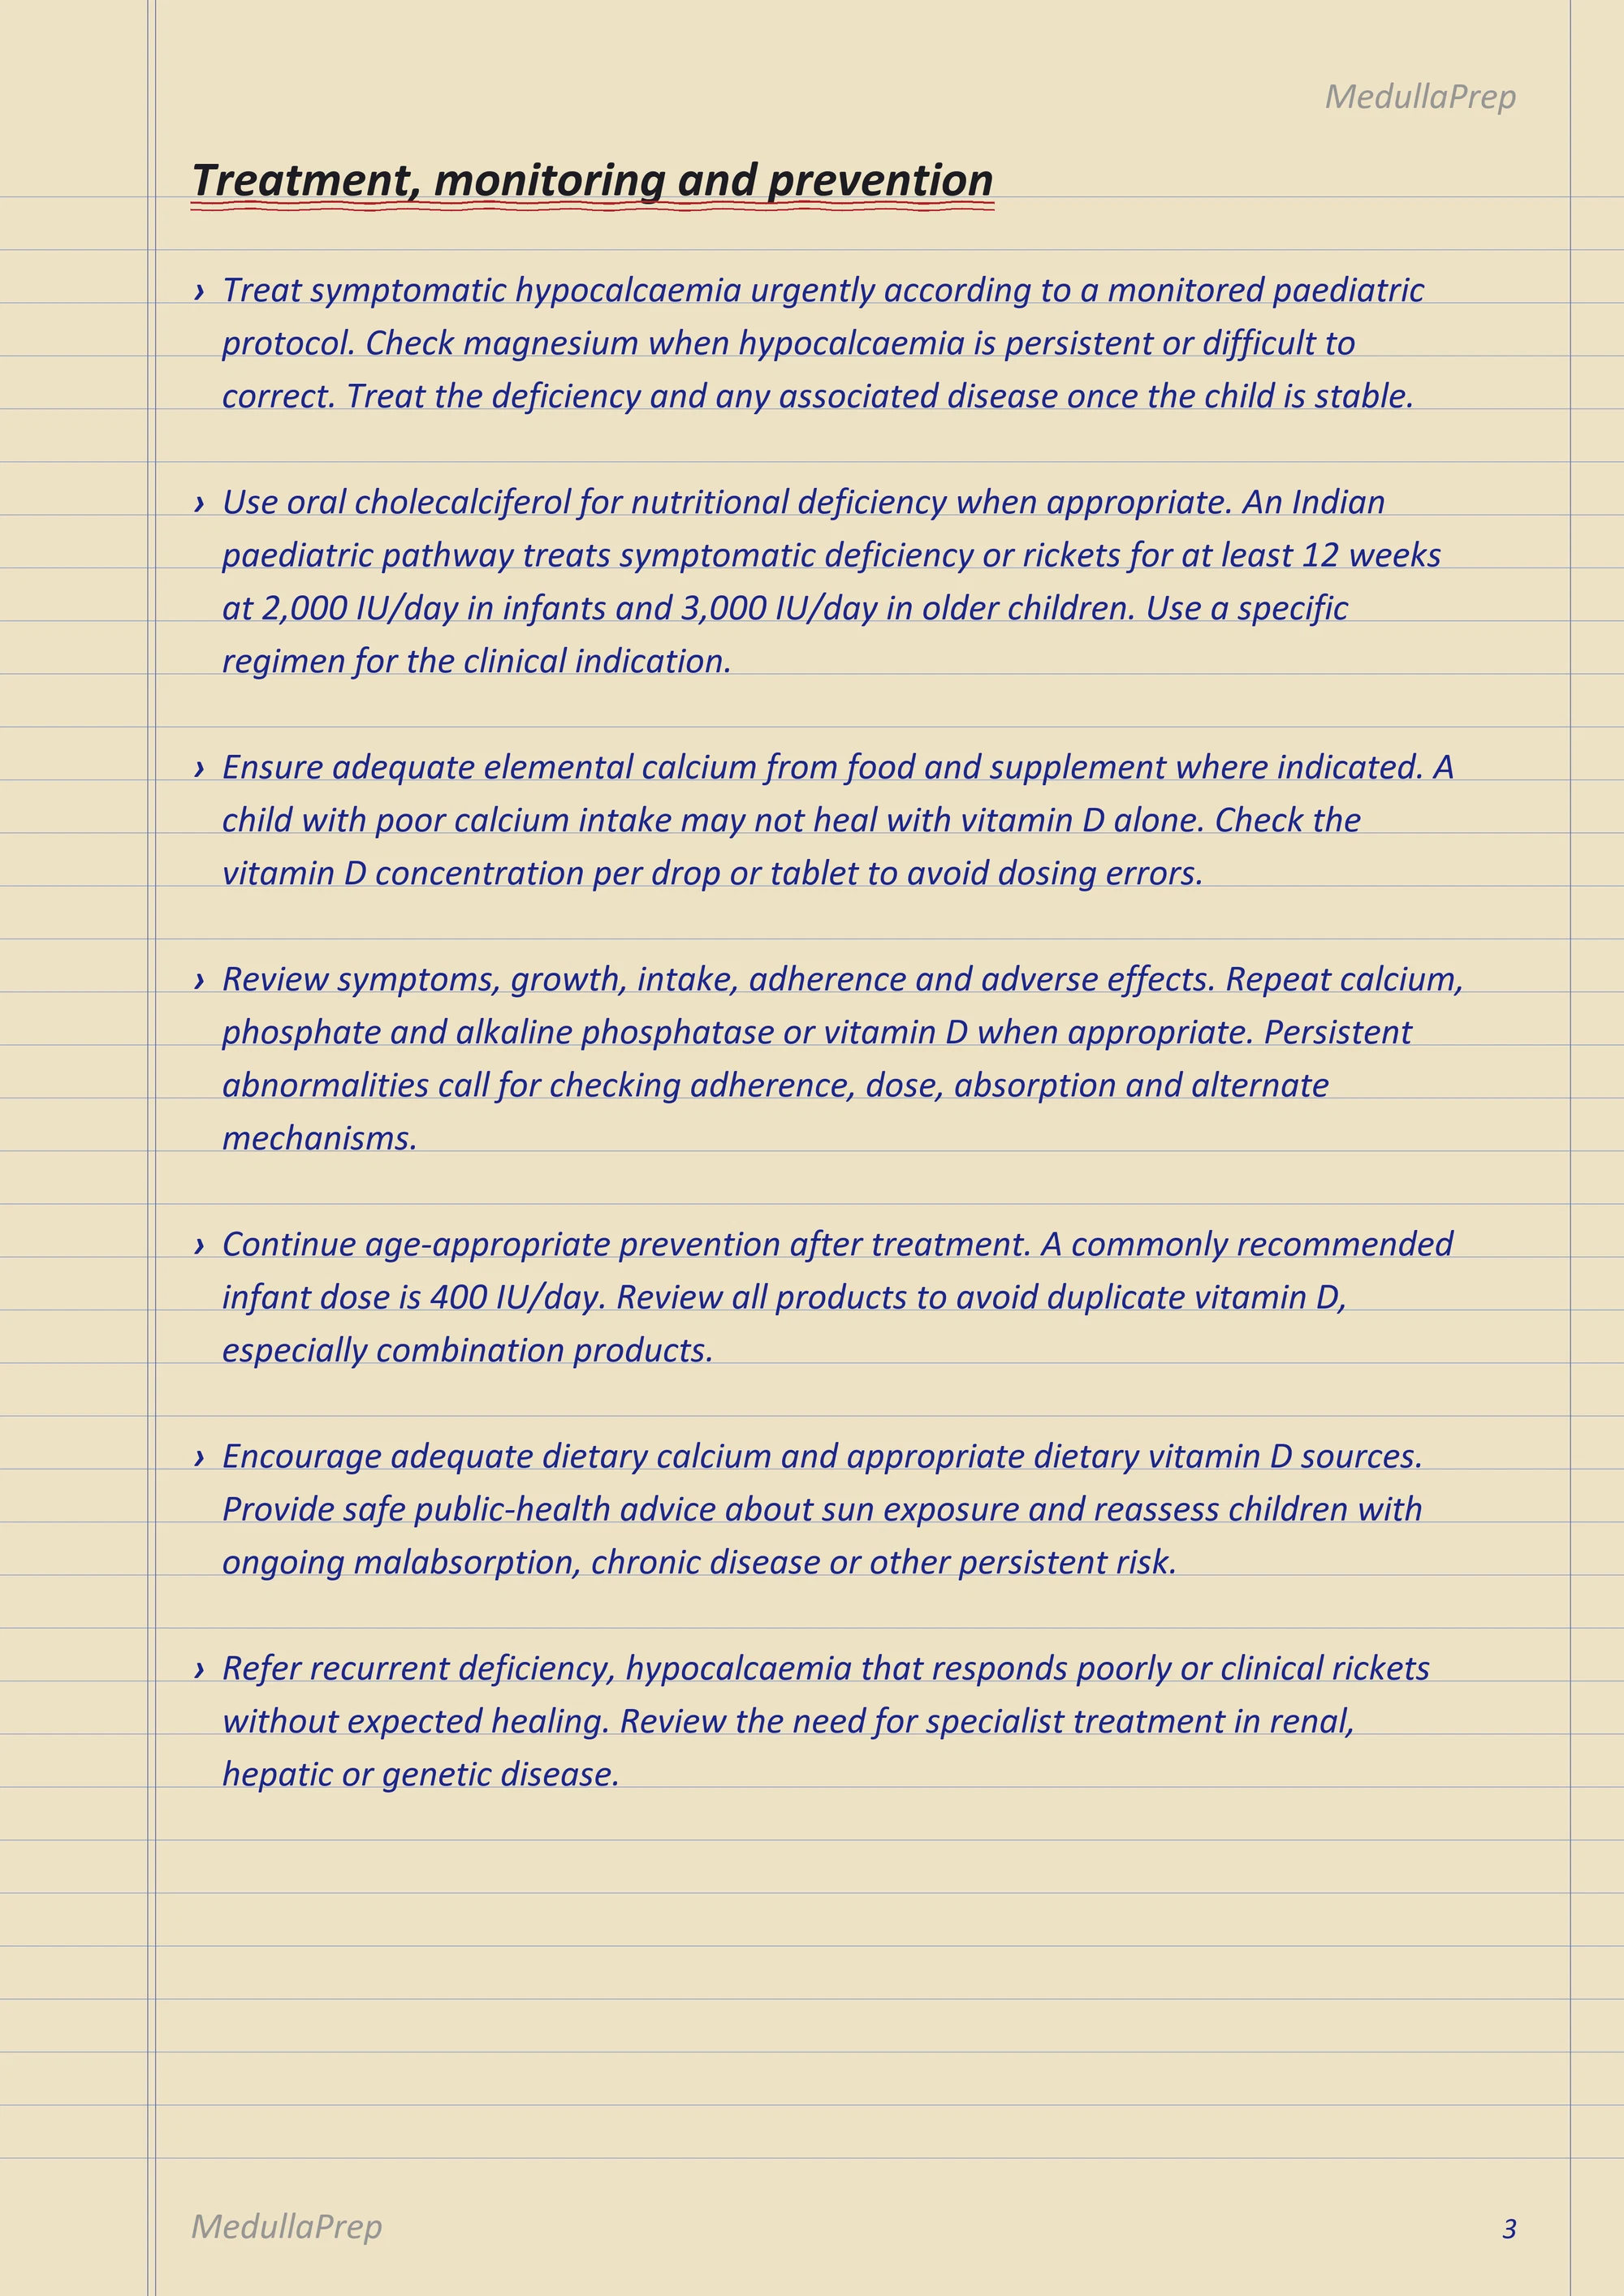 MedullaPrep
Treatment, monitoring and prevention
› Treat symptomatic hypocalcaemia urgently according to a monitored paediatric
protocol. Check magnesium when hypocalcaemia is persistent or difficult to
correct. Treat the deficiency and any associated disease once the child is stable.
› Use oral cholecalciferol for nutritional deficiency when appropriate. An Indian
paediatric pathway treats symptomatic deficiency or rickets for at least 12 weeks
at 2,000 IU/day in infants and 3,000 IU/day in older children. Use a specific
regimen for the clinical indication.
› Ensure adequate elemental calcium from food and supplement where indicated. A
child with poor calcium intake may not heal with vitamin D alone. Check the
vitamin D concentration per drop or tablet to avoid dosing errors.
› Review symptoms, growth, intake, adherence and adverse effects. Repeat calcium,
phosphate and alkaline phosphatase or vitamin D when appropriate. Persistent
abnormalities call for checking adherence, dose, absorption and alternate
mechanisms.
› Continue age-appropriate prevention after treatment. A commonly recommended
infant dose is 400 IU/day. Review all products to avoid duplicate vitamin D,
especially combination products.
› Encourage adequate dietary calcium and appropriate dietary vitamin D sources.
Provide safe public-health advice about sun exposure and reassess children with
ongoing malabsorption, chronic disease or other persistent risk.
› Refer recurrent deficiency, hypocalcaemia that responds poorly or clinical rickets
without expected healing. Review the need for specialist treatment in renal,
hepatic or genetic disease.
MedullaPrep
3